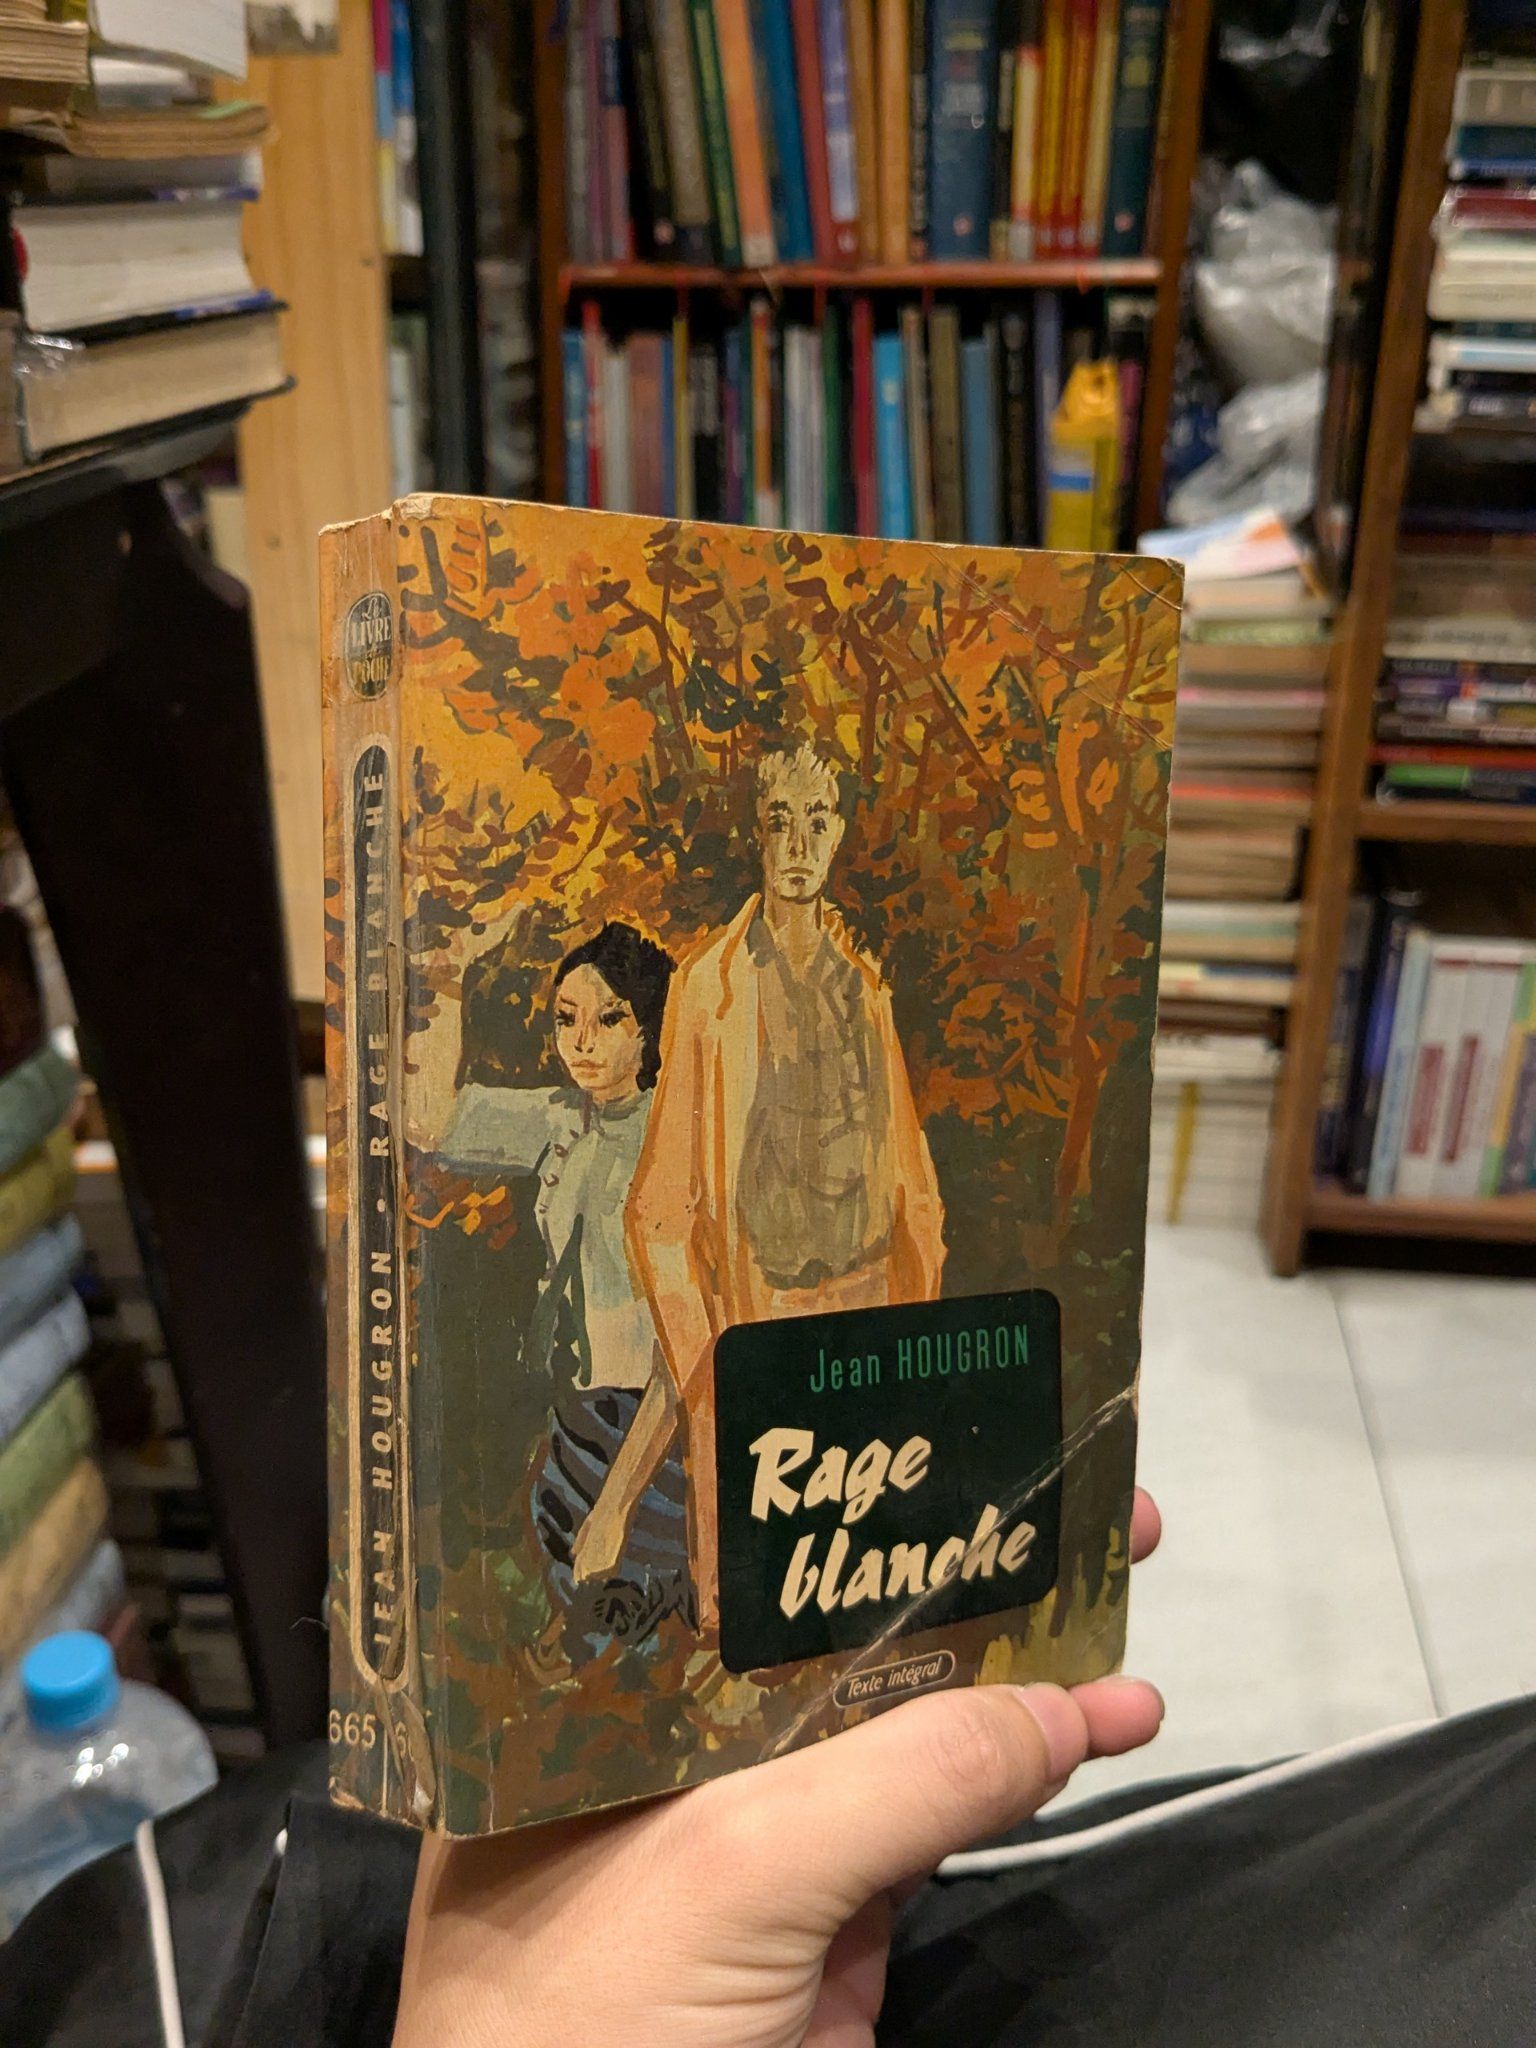 Le
LIVRE
de
POCHE
JEAN HOUGRON • RAGE BLANCHE
665
Jean HOUGRON
Rage
blanche
Texte intégral